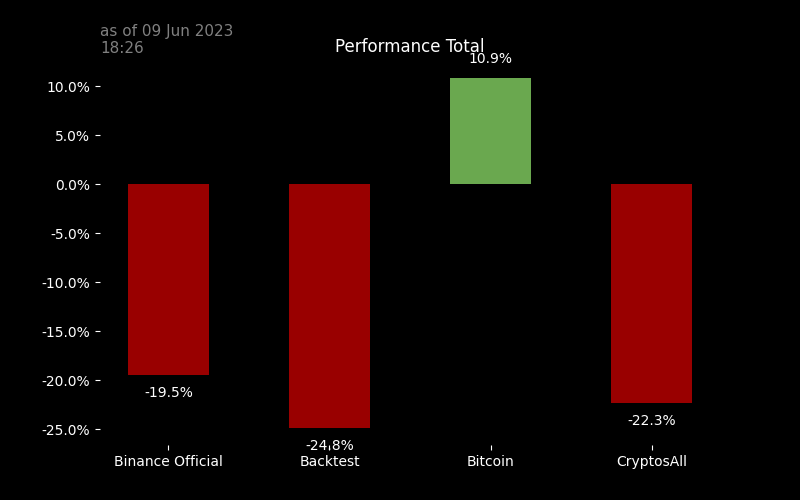 as of 09 Jun 2023
18:26
Performance Total
10.9%
10.0%
5.0%
0.0%
-5.0%
-10.0%
-15.0%
-20.0%
-25.0%
-19.5%
-24.8%
-22.3%
Binance Official
Backtest
Bitcoin
CryptosAll